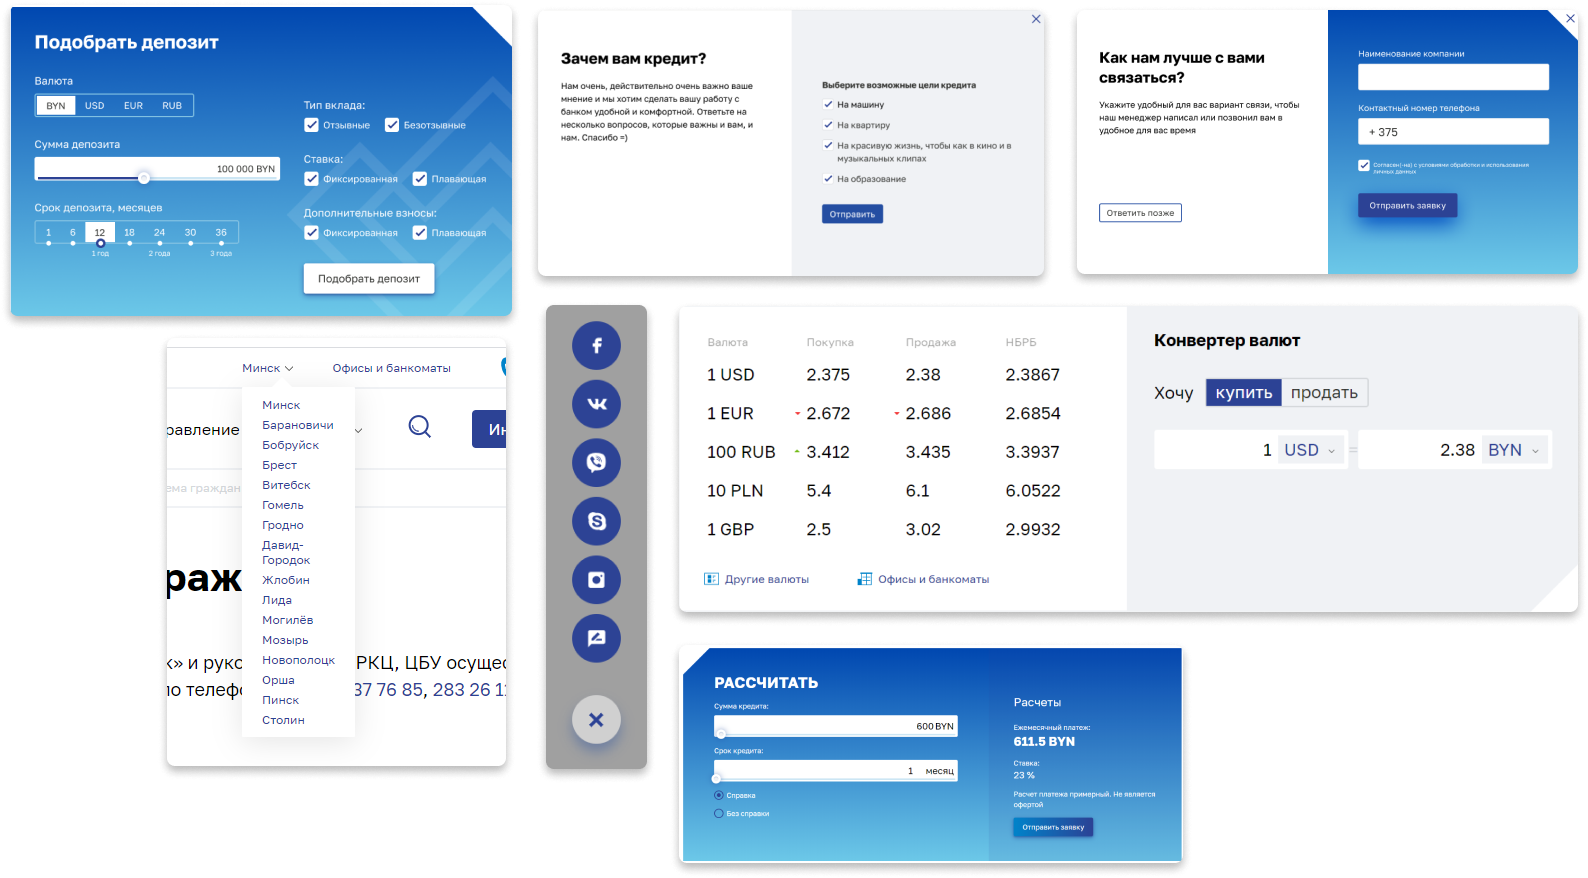 Подобрать депозит
Валюта
BYN USD EUR RUB
Сумма депозита
100 000 BYN
Срок депозита, месяцев
1 6 12 18 24 30 36
1 год 2 года 3 года
Тип вклада:
Отзывные Безотзывные
Ставка:
Фиксированная Плавающая
Дополнительные взносы:
Фиксированная Плавающая
Подобрать депозит
Зачем вам кредит?
Нам очень, действительно очень важно ваше
мнение и мы хотим сделать вашу работу с
банком удобной и комфортной. Ответьте на
несколько вопросов, которые важны и вам, и
нам. Спасибо =)
Выберите возможные цели кредита
На машину
На квартиру
На красивую жизнь, чтобы как в кино и в
музыкальных клипах
На образование
Отправить
Как нам лучше с вами
связаться?
Укажите удобный для вас вариант связи, чтобы
наш менеджер написал или позвонил вам в
удобное для вас время
Ответить позже
Наименование компании
Контактный номер телефона
+ 375
Согласен(-на) с условиями обработки и использования
личных данных
Отправить заявку
Минск Офисы и банкоматы
равление Ин
ема граждан
раж
к» и руко РКЦ, ЦБУ осущес
по телефо 37 76 85, 283 26 1
Минск
Барановичи
Бобруйск
Брест
Витебск
Гомель
Гродно
Давид-
Городок
Жлобин
Лида
Могилёв
Мозырь
Новополоцк
Орша
Пинск
Столин
Валюта Покупка Продажа НБРБ
1 USD 2.375 2.38 2.3867
1 EUR 2.672 2.686 2.6854
100 RUB 3.412 3.435 3.3937
10 PLN 5.4 6.1 6.0522
1 GBP 2.5 3.02 2.9932
Другие валюты Офисы и банкоматы
Конвертер валют
Хочу купить продать
1 USD = 2.38 BYN
РАССЧИТАТЬ
Сумма кредита:
600 BYN
Срок кредита:
1 месяц
Справка
Без справки
Расчеты
Ежемесячный платеж:
611.5 BYN
Ставка:
23 %
Расчет платежа примерный. Не является
офертой
Отправить заявку